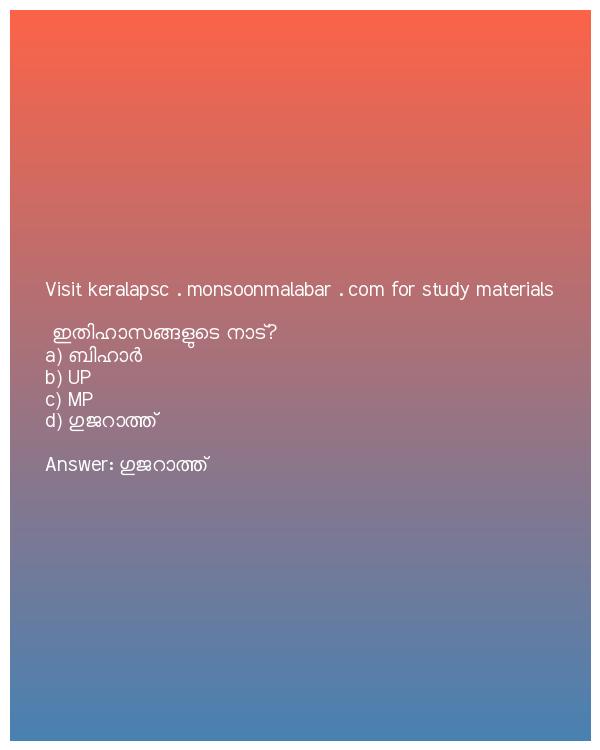 Visit keralapsc . monsoonmalabar . com for study materials
ഇതിഹാസങ്ങളുടെ നാട്?
a) ബിഹാർ
b) UP
c) MP
d) ഗുജറാത്ത്
Answer: ഗുജറാത്ത്